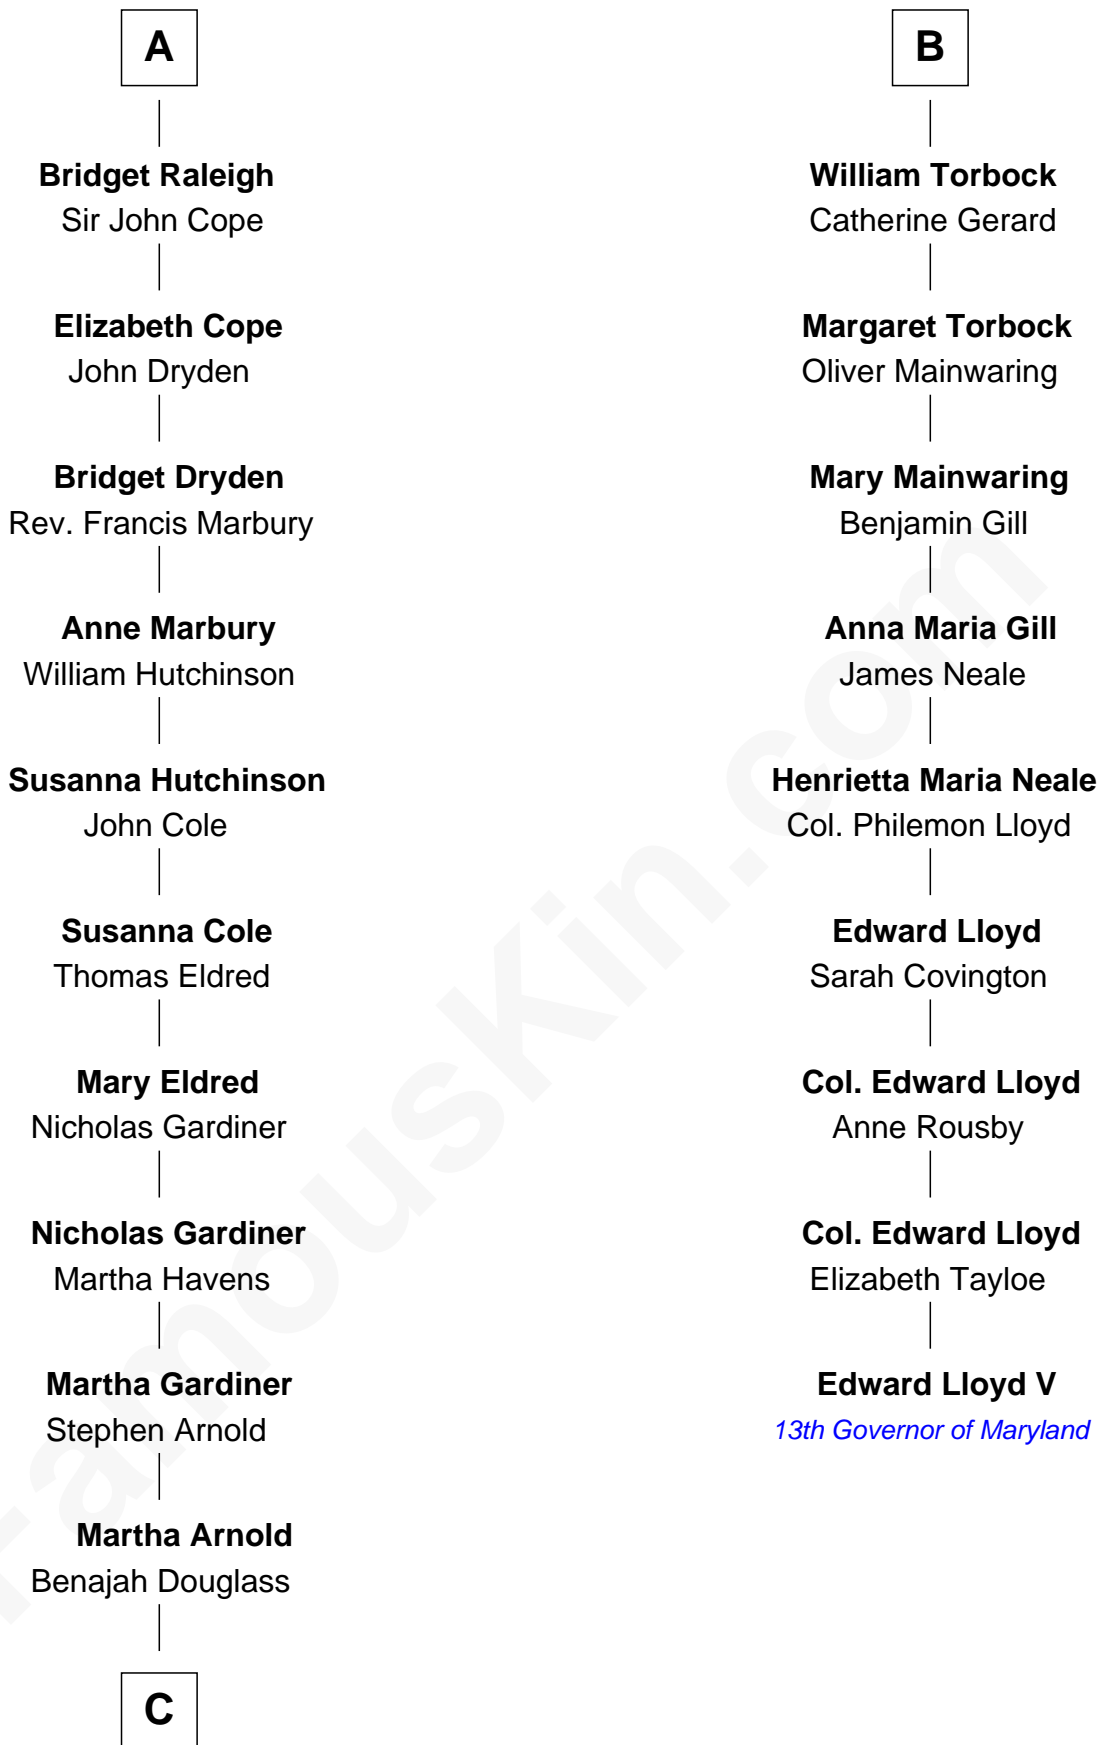 A
Bridget Raleigh
Sir John Cope
Elizabeth Cope
John Dryden
Bridget Dryden
Rev. Francis Marbury
Anne Marbury
William Hutchinson
Susanna Hutchinson
John Cole
Susanna Cole
Thomas Eldred
Mary Eldred
Nicholas Gardiner
Nicholas Gardiner
Martha Havens
Martha Gardiner
Stephen Arnold
Martha Arnold
Benajah Douglass
C
B
William Torbock
Catherine Gerard
Margaret Torbock
Oliver Mainwaring
Mary Mainwaring
Benjamin Gill
Anna Maria Gill
James Neale
Henrietta Maria Neale
Col. Philemon Lloyd
Edward Lloyd
Sarah Covington
Col. Edward Lloyd
Anne Rousby
Col. Edward Lloyd
Elizabeth Tayloe
Edward Lloyd V
13th Governor of Maryland
FamousKin.com